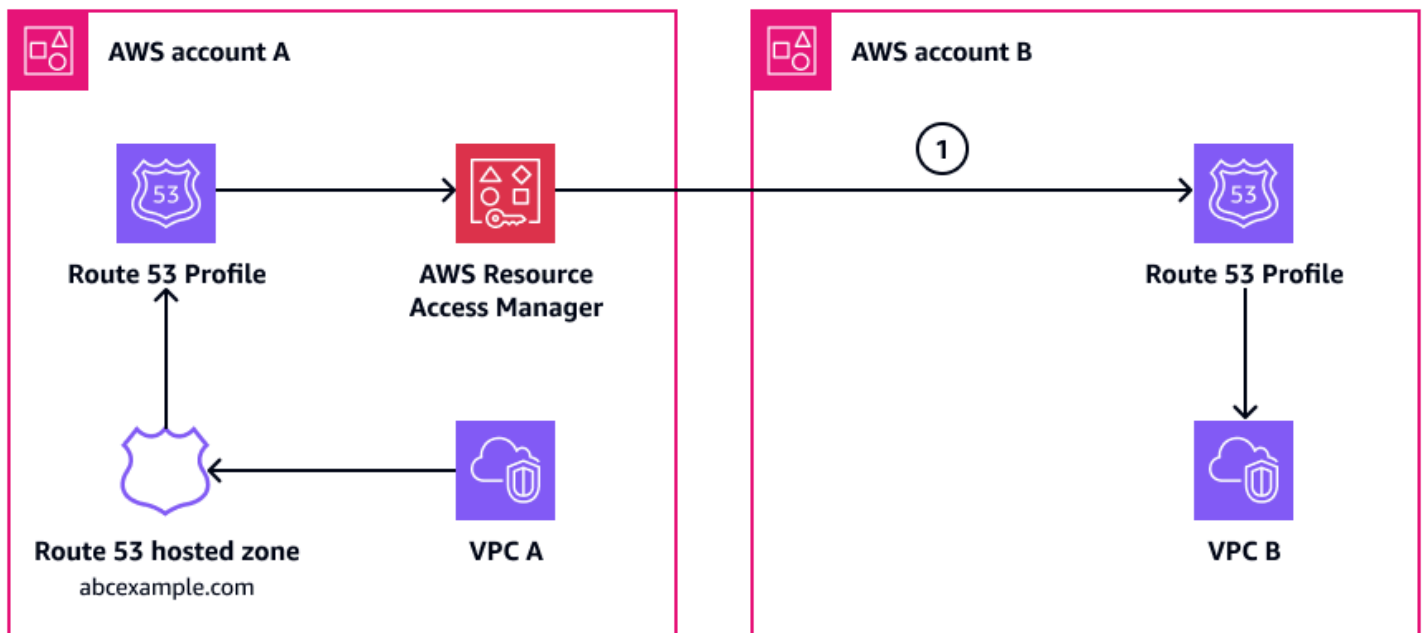 AWS account A
AWS account B
1
53
53
Route 53 Profile
AWS Resource
Access Manager
Route 53 Profile
Route 53 hosted zone
abcexample.com
VPC A
VPC B